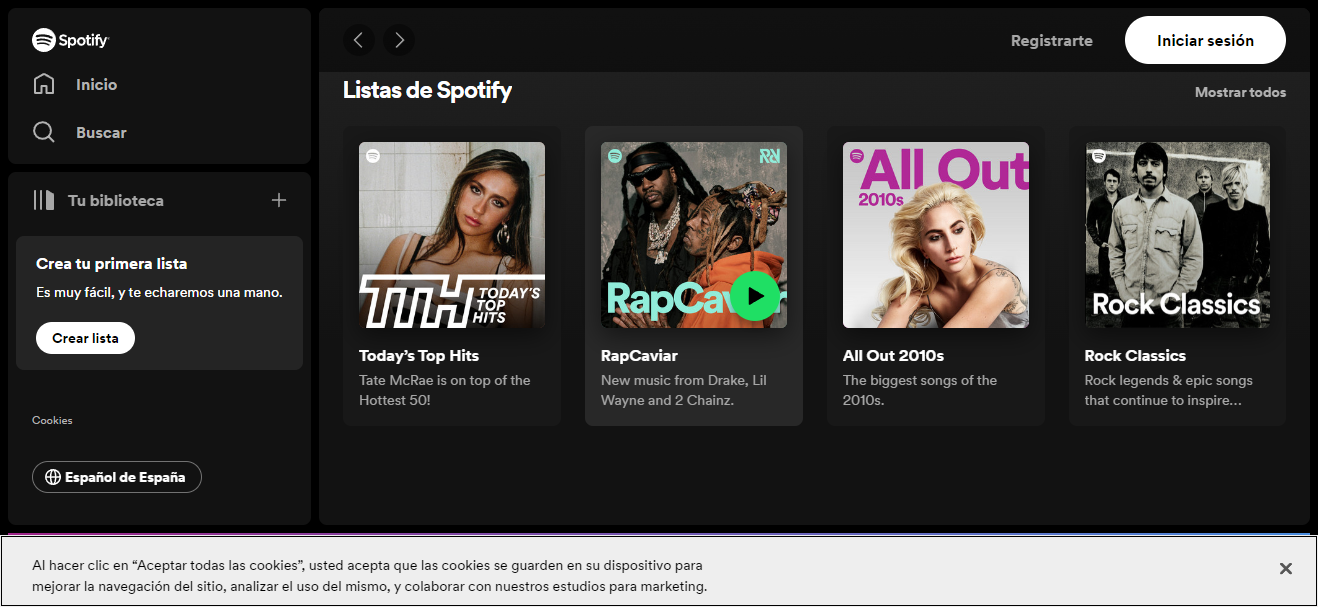 Spotify
Inicio
Buscar
Tu biblioteca
Crea tu primera lista
Es muy fácil, y te echaremos una mano.
Crear lista
Cookies
Español de España
Registrarte
Iniciar sesión
Listas de Spotify
Mostrar todos
TTH TODAY'S
TOP
HITS
Today’s Top Hits
Tate McRae is on top of the
Hottest 50!
RapCaviar
RapCaviar
New music from Drake, Lil
Wayne and 2 Chainz.
All Out
2010s
All Out 2010s
The biggest songs of the
2010s.
Rock Classics
Rock Classics
Rock legends & epic songs
that continue to inspire...
Al hacer clic en “Aceptar todas las cookies”, usted acepta que las cookies se guarden en su dispositivo para
mejorar la navegación del sitio, analizar el uso del mismo, y colaborar con nuestros estudios para marketing.